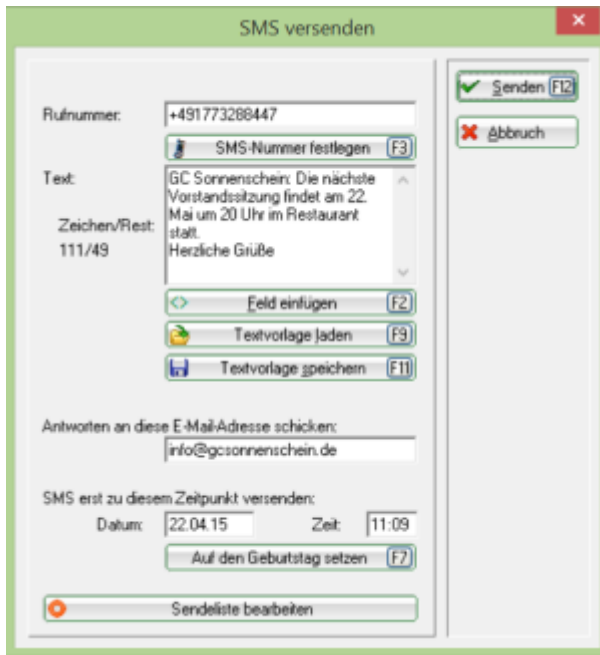 SMS versenden
Rufnummer: +491773288447
SMS-Nummer festlegen F3
Text: GC Sonnenschein: Die nächste
Vorstandssitzung findet am 22.
Mai um 20 Uhr im Restaurant
statt.
Herzliche Grüße
Zeichen/Rest:
111/49
Feld einfügen F2
Textvorlage laden F9
Textvorlage speichern F11
Antworten an diese E-Mail-Adresse schicken:
info@gcsonnenschein.de
SMS erst zu diesem Zeitpunkt versenden:
Datum: 22.04.15 Zeit: 11:09
Auf den Geburtstag setzen F7
Sendeliste bearbeiten
Senden F12
Abbruch